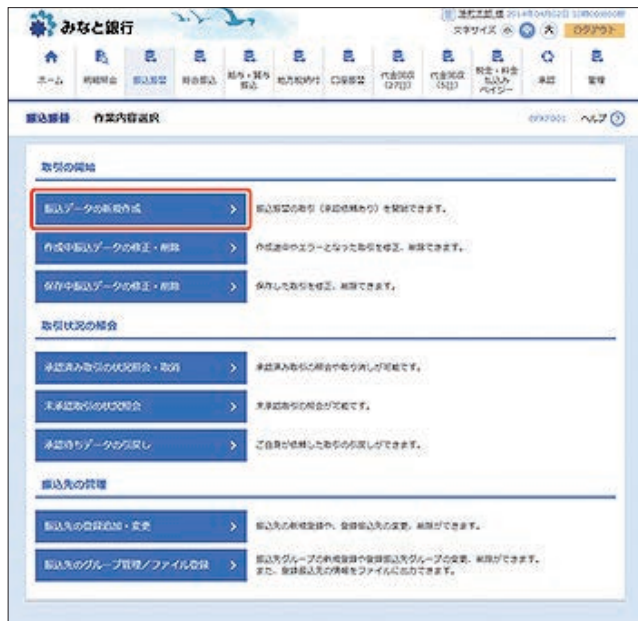 みなと銀行
文字サイズ 小 中 大 ログアウト
ホーム 明細照会 振込振替 総合振込 給与・賞与振込 地方税納付 口座振替 代金回収(27日) 代金回収(5日) 税金・料金払込みペイジー 承認 管理
振込振替 作業内容選択 ヘルプ
取引の開始
振込データの新規作成
振込振替の取引(承認依頼あり)を開始できます。
作成中振込データの修正・削除
作成途中やエラーとなった取引を修正、削除できます。
保存中振込データの修正・削除
保存した取引を修正、削除できます。
取引状況の照会
承認済み取引の状況照会・取消
承認済み取引の照会や取り消しが可能です。
未承認取引の状況照会
未承認取引の照会が可能です。
承認待ちデータの引戻し
ご自身が依頼した取引の引戻しができます。
振込先の管理
振込先の登録追加・変更
振込先の新規登録や、登録振込先の変更、削除ができます。
振込先のグループ管理/ファイル登録
振込先グループの新規登録や登録振込先グループの変更、削除ができます。
また、登録振込先の情報をファイルに出力できます。